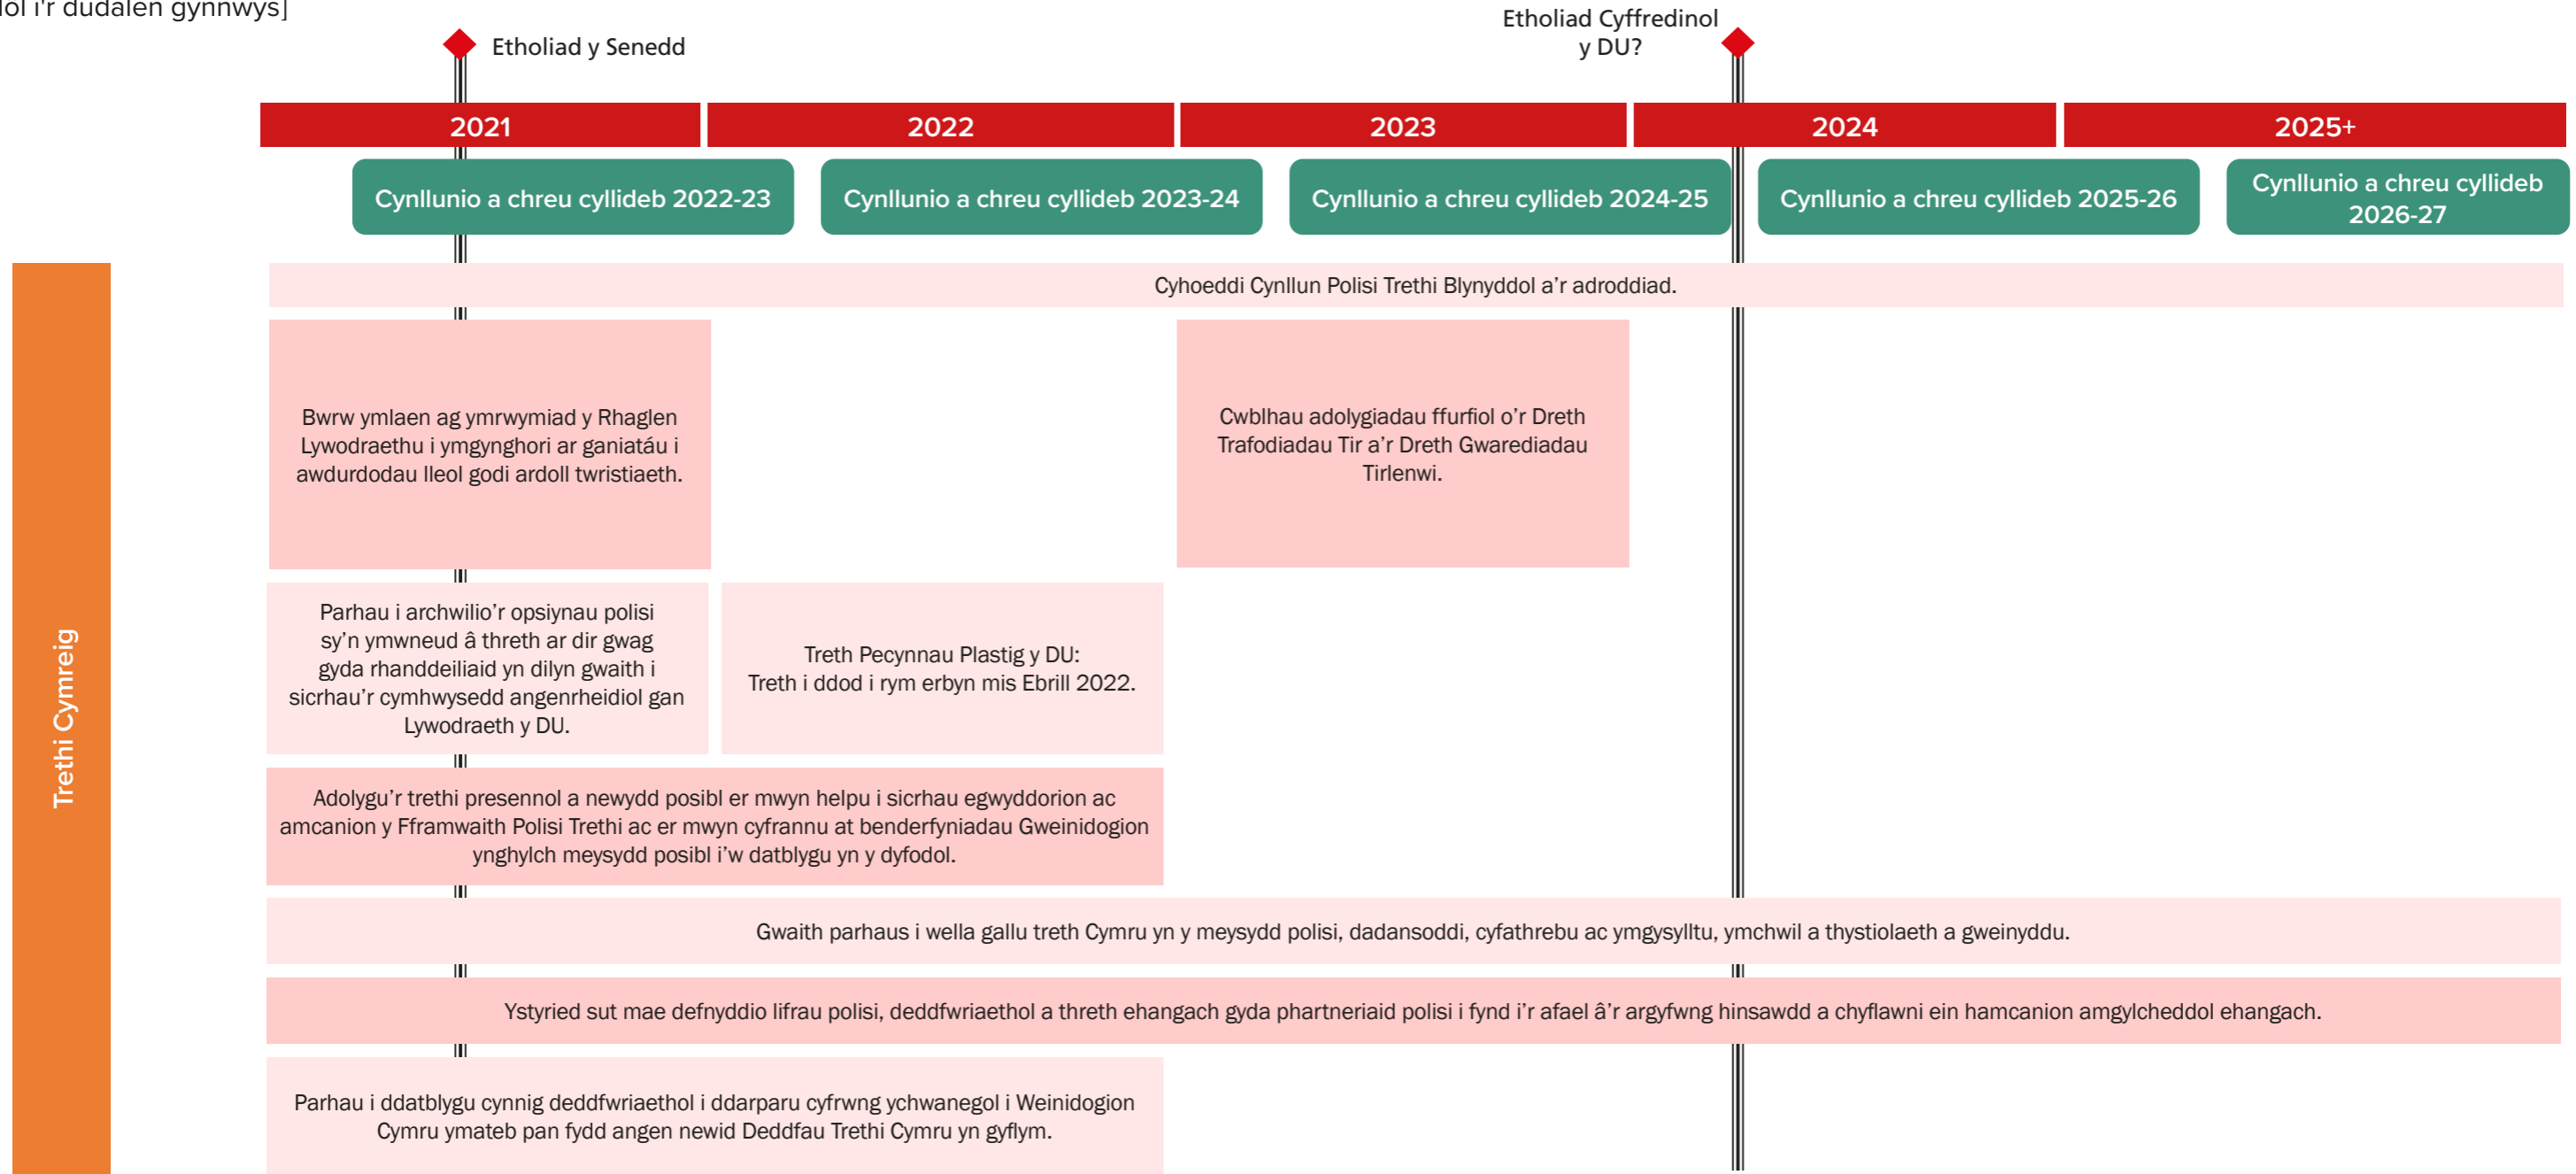 i'r dudalen gynnwys]
Etholiad y Senedd
Etholiad Cyffredinol
y DU?
2021
2022
2023
2024
2025+
Cynllunio a chreu cyllideb 2022-23
Cynllunio a chreu cyllideb 2023-24
Cynllunio a chreu cyllideb 2024-25
Cynllunio a chreu cyllideb 2025-26
Cynllunio a chreu cyllideb
2026-27
Trethi Cymreig
Cyhoeddi Cynllun Polisi Trethi Blynyddol a’r adroddiad.
Bwrw ymlaen ag ymrwymiad y Rhaglen
Lywodraethu i ymgynghori ar ganiatáu i
awdurdodau lleol godi ardoll twristiaeth.
Cwblhau adolygiadau ffurfiol o’r Dreth
Trafodiadau Tir a’r Dreth Gwarediadau
Tirlenwi.
Parhau i archwilio’r opsiynau polisi
sy’n ymwneud â threth ar dir gwag
gyda rhanddeiliaid yn dilyn gwaith i
sicrhau’r cymhwysedd angenrheidiol gan
Lywodraeth y DU.
Treth Pecynnau Plastig y DU:
Treth i ddod i rym erbyn mis Ebrill 2022.
Adolygu’r trethi presennol a newydd posibl er mwyn helpu i sicrhau egwyddorion ac
amcanion y Fframwaith Polisi Trethi ac er mwyn cyfrannu at benderfyniadau Gweinidogion
ynghylch meysydd posibl i’w datblygu yn y dyfodol.
Gwaith parhaus i wella gallu treth Cymru yn y meysydd polisi, dadansoddi, cyfathrebu ac ymgysylltu, ymchwil a thystiolaeth a gweinyddu.
Ystyried sut mae defnyddio lifrau polisi, deddfwriaethol a threth ehangach gyda phartneriaid polisi i fynd i’r afael â’r argyfwng hinsawdd a chyflawni ein hamcanion amgylcheddol ehangach.
Parhau i ddatblygu cynnig deddfwriaethol i ddarparu cyfrwng ychwanegol i Weinidogion
Cymru ymateb pan fydd angen newid Deddfau Trethi Cymru yn gyflym.